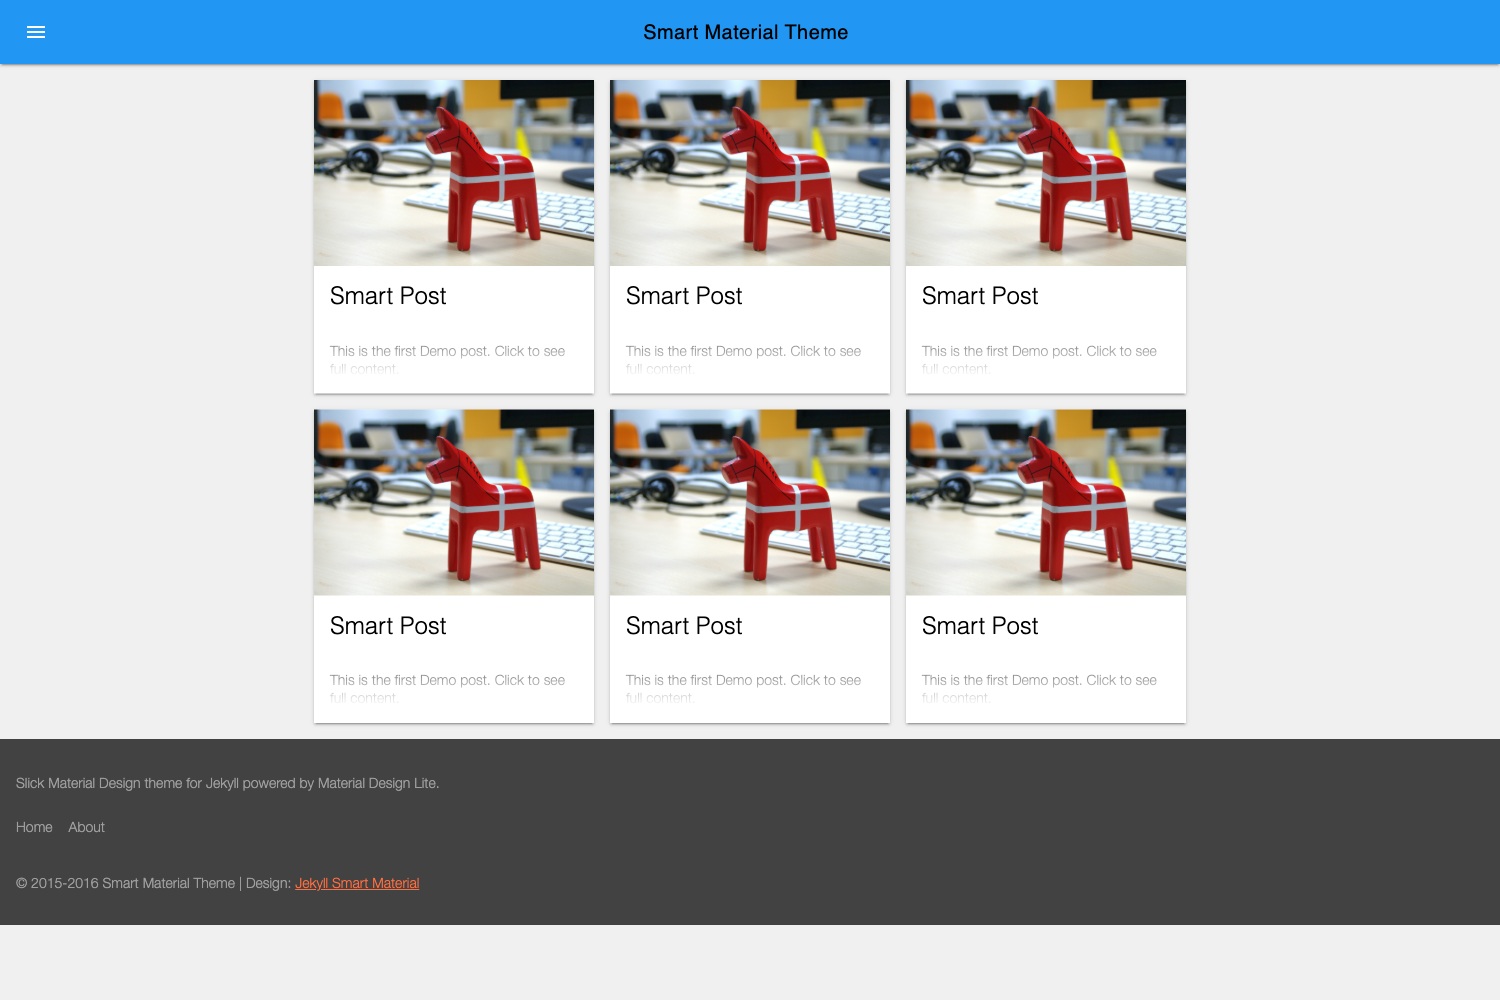 Smart Material Theme
Smart Post
This is the first Demo post. Click to see
full content.
Smart Post
This is the first Demo post. Click to see
full content.
Smart Post
This is the first Demo post. Click to see
full content.
Smart Post
This is the first Demo post. Click to see
full content.
Smart Post
This is the first Demo post. Click to see
full content.
Smart Post
This is the first Demo post. Click to see
full content.
Slick Material Design theme for Jekyll powered by Material Design Lite.
Home About
© 2015-2016 Smart Material Theme | Design: Jekyll Smart Material